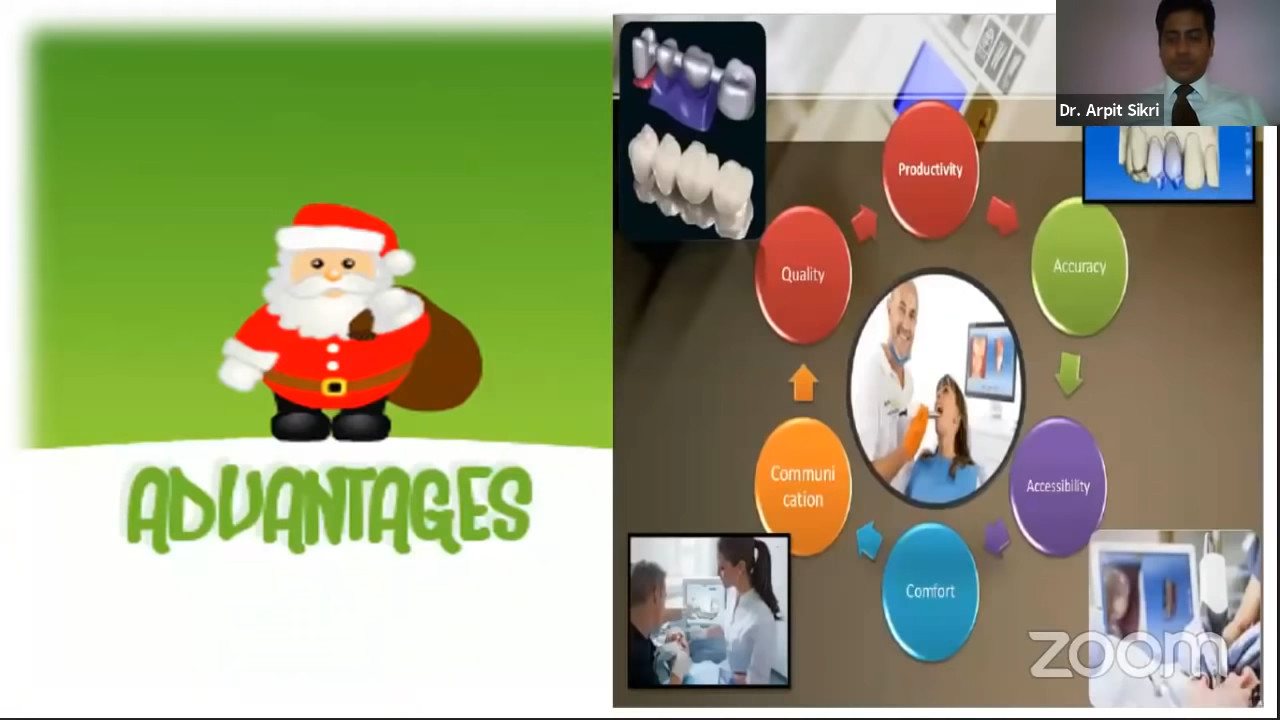 Dr. Arpit Sikri
Productivity
Quality
Accuracy
Communi
cation
Accessibility
Comfort
ADVANTAGES
zoom